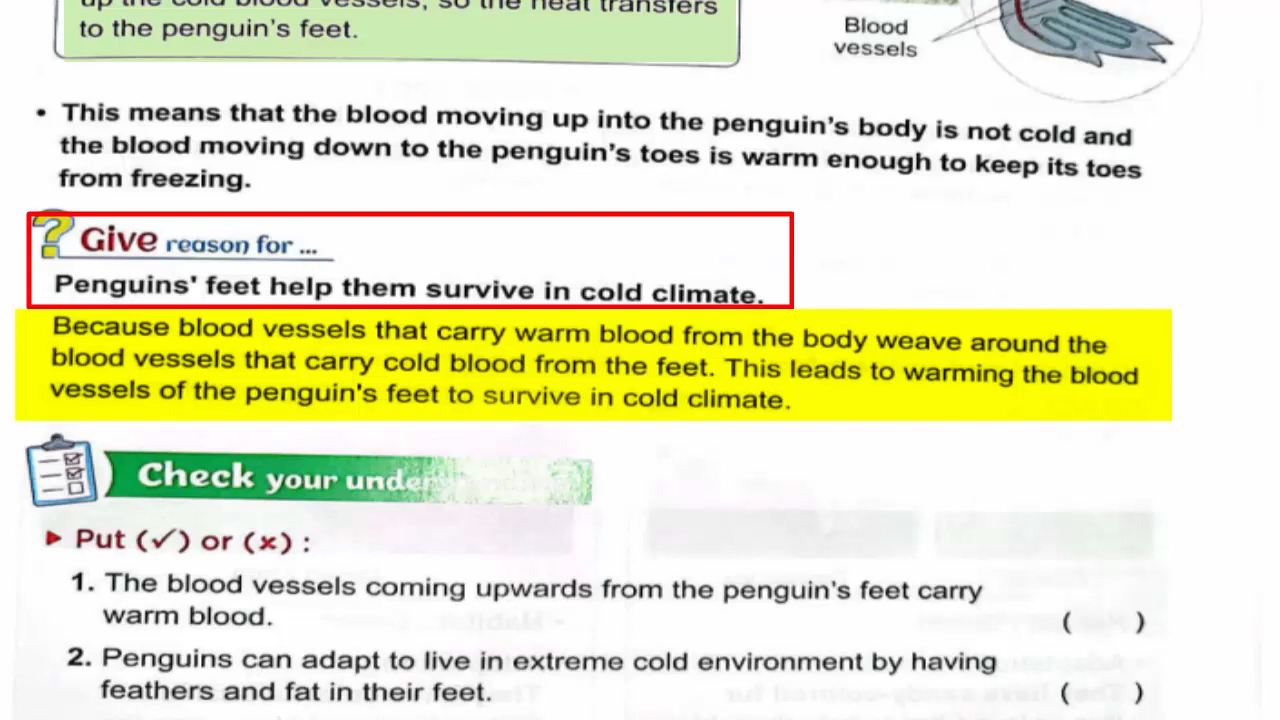 up the cold blood vessels, so the heat transfers
to the penguin's feet.
Blood
vessels
• This means that the blood moving up into the penguin's body is not cold and
the blood moving down to the penguin's toes is warm enough to keep its toes
from freezing.
? Give reason for ...
Penguins' feet help them survive in cold climate.
Because blood vessels that carry warm blood from the body weave around the
blood vessels that carry cold blood from the feet. This leads to warming the blood
vessels of the penguin's feet to survive in cold climate.
Check your under
▶ Put (✓) or (x) :
1. The blood vessels coming upwards from the penguin's feet carry
warm blood. ( )
2. Penguins can adapt to live in extreme cold environment by having
feathers and fat in their feet. ( )